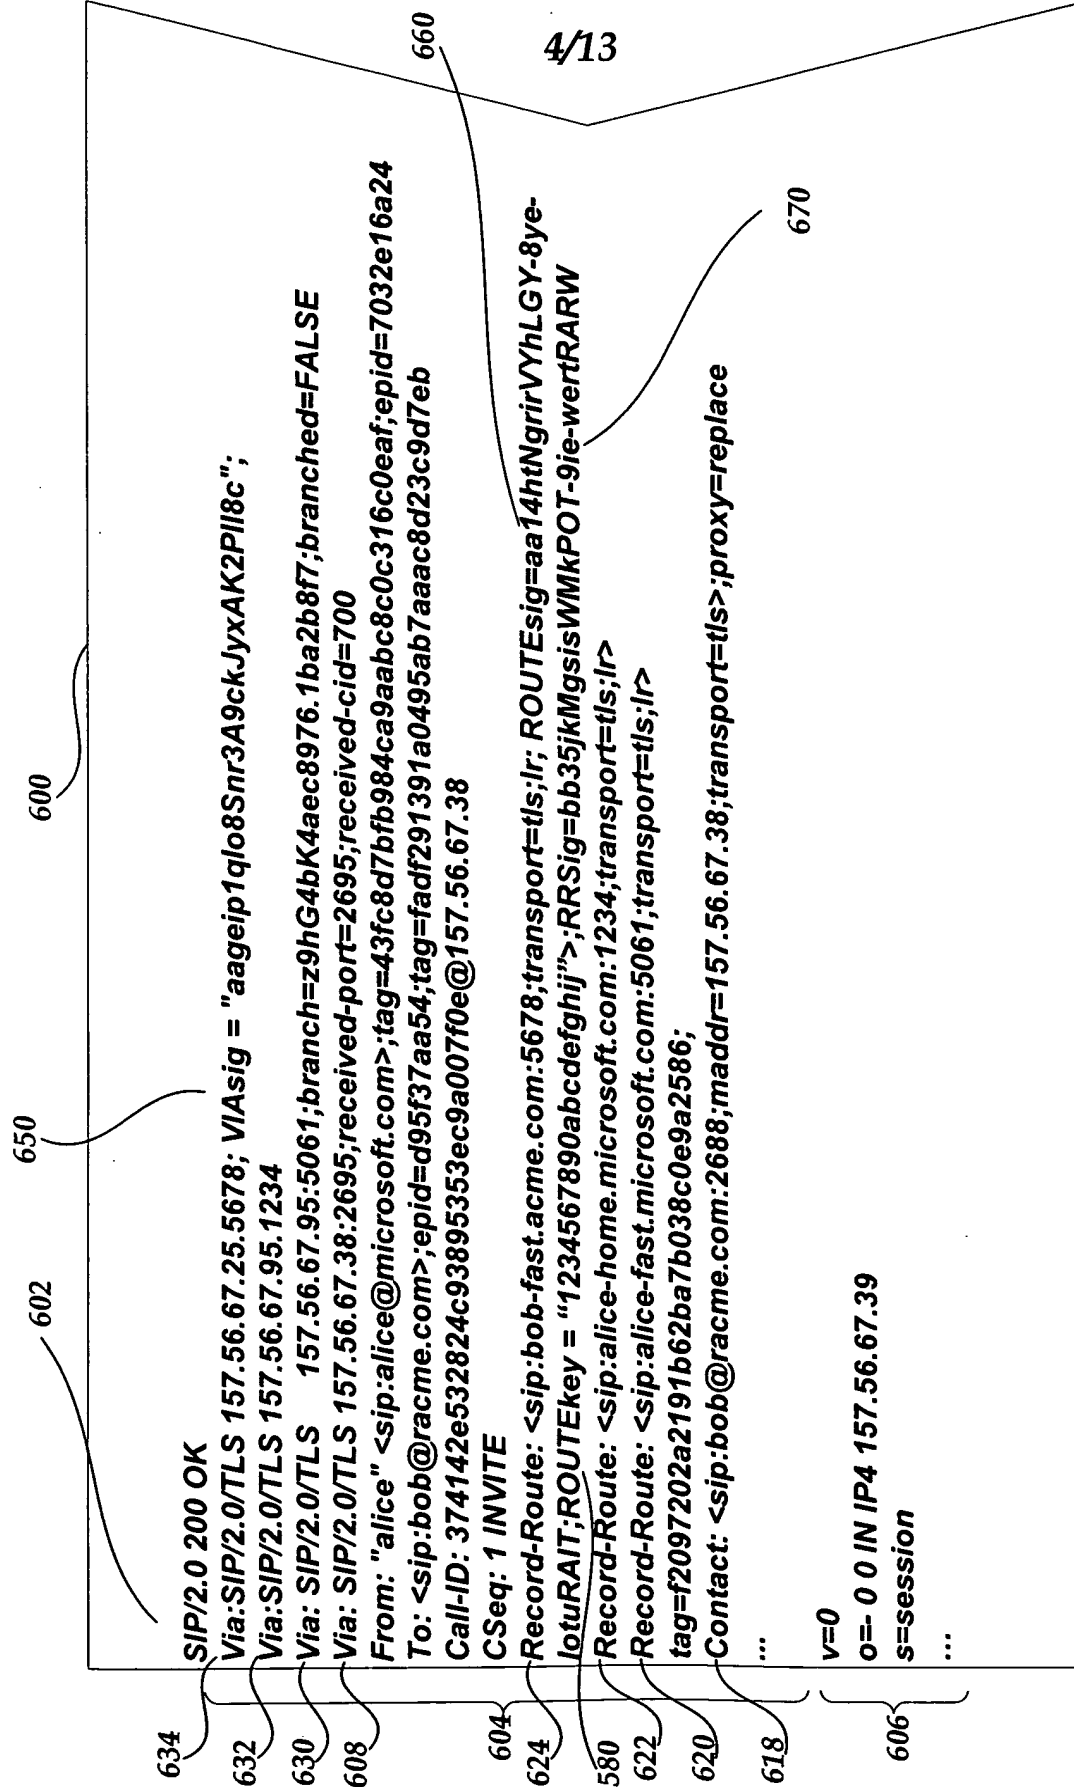 4/13
600
602
650
660
670
SIP/2.0 200 OK
Via:SIP/2.0/TLS 157.56.67.25.5678; VIAsig = "aageip1qlo8Snr3A9ckJyxAK2PlI8c";
Via:SIP/2.0/TLS 157.56.67.95.1234
Via: SIP/2.0/TLS 157.56.67.95:5061;branch=z9hG4bK4aec8976.1ba2b8f7;branched=FALSE
Via: SIP/2.0/TLS 157.56.67.38:2695;received-port=2695;received-cid=700
From: "alice" <sip:alice@microsoft.com>;tag=43fc8d7bfb984ca9aabc8c0c316c0eaf;epid=7032e16a24
To: <sip:bob@racme.com>;epid=d95f37aa54;tag=fadf291391a0495ab7aaac8d23c9d7eb
Call-ID: 374142e532824c9389535​3ec9a007f0e@157.56.67.38
CSeq: 1 INVITE
Record-Route: <sip:bob-fast.acme.com:5678;transport=tls;lr; ROUTEsig=aa14htNgrirVYhLGY-8ye-
lotuRAIT;ROUTEkey = “1234567890abcdefghij”>;RRSig=bb35jkMgsisWMkPOT-9ie-wertRARW
Record-Route: <sip:alice-home.microsoft.com:1234;transport=tls;lr>
Record-Route: <sip:alice-fast.microsoft.com:5061;transport=tls;lr>
tag=f2097202a2191b62ba7b038c0e9a2586;
Contact: <sip:bob@racme.com:2688;maddr=157.56.67.38;transport=tls>;proxy=replace
...
v=0
o=- 0 0 IN IP4 157.56.67.39
s=session
...
634
632
630
608
604
624
580
622
620
618
606